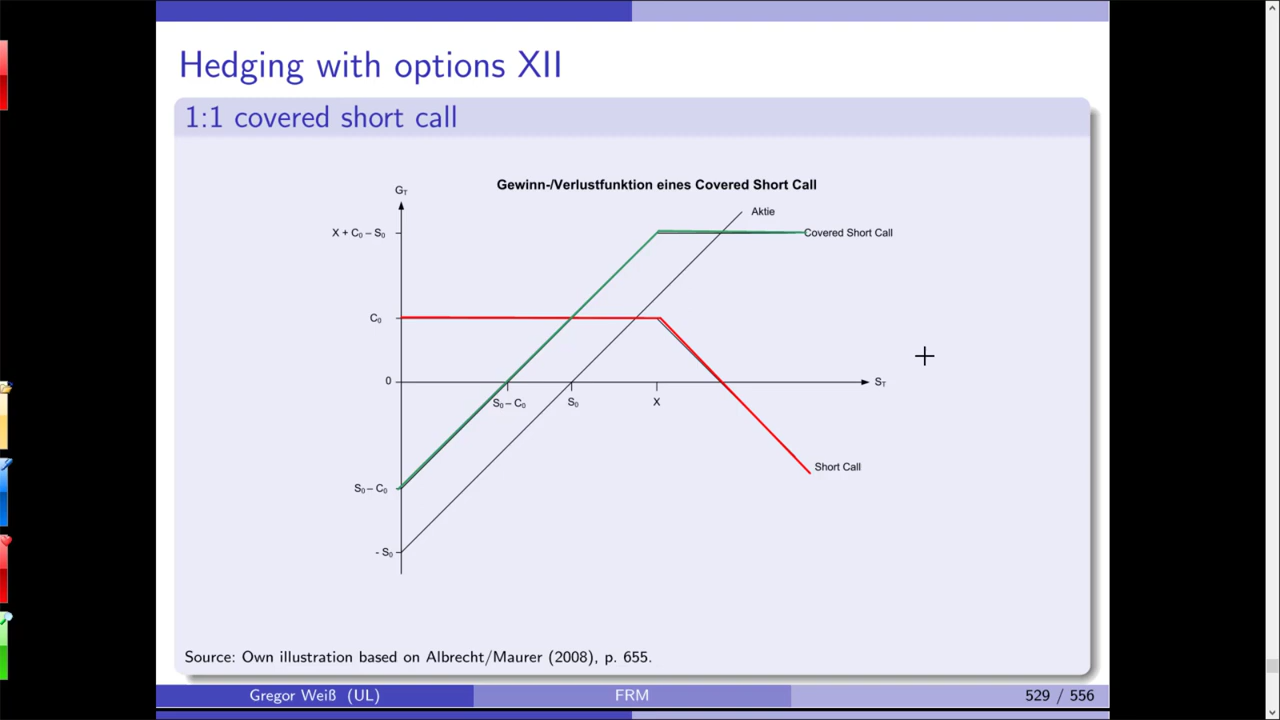 Hedging with options XII
1:1 covered short call
Gewinn-/Verlustfunktion eines Covered Short Call
G_T
Aktie
X + C₀ – S₀
Covered Short Call
C₀
0
S_T
S₀ – C₀
S₀
X
Short Call
S₀ – C₀
- S₀
Source: Own illustration based on Albrecht/Maurer (2008), p. 655.
Gregor Weiß (UL)
FRM
529 / 556